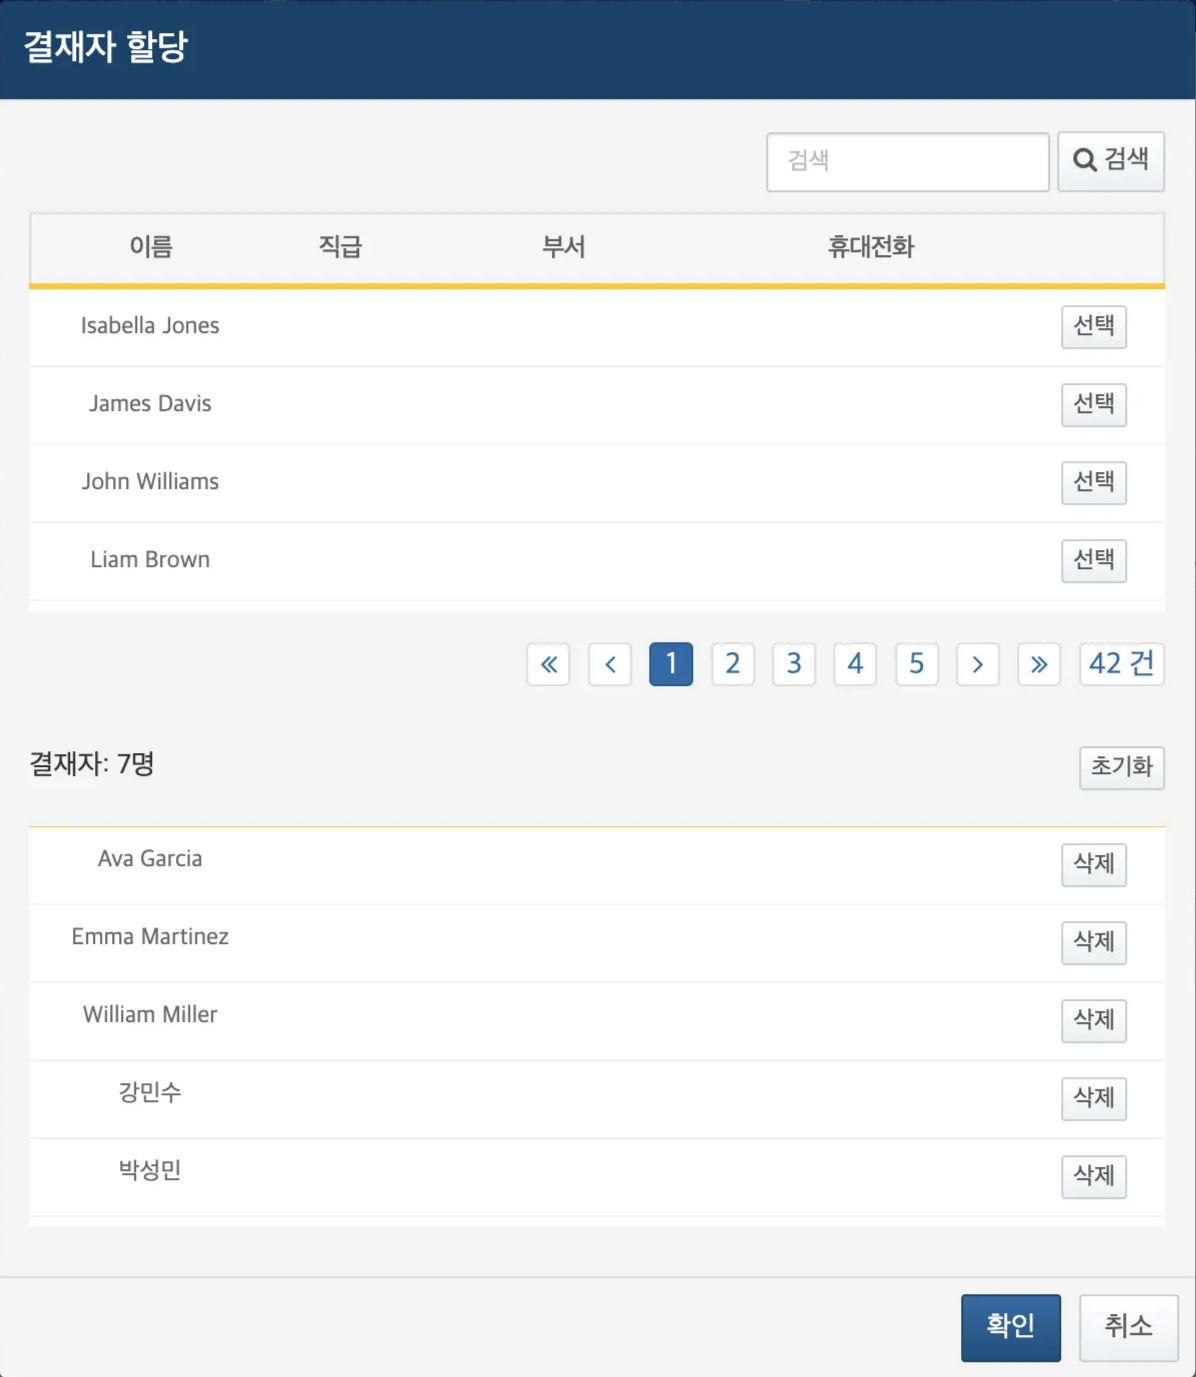 결재자 할당
검색 검색
이름 직급 부서 휴대전화
Isabella Jones 선택
James Davis 선택
John Williams 선택
Liam Brown 선택
« < 1 2 3 4 5 > » 42 건
결재자: 7명 초기화
Ava Garcia 삭제
Emma Martinez 삭제
William Miller 삭제
강민수 삭제
박성민 삭제
확인 취소